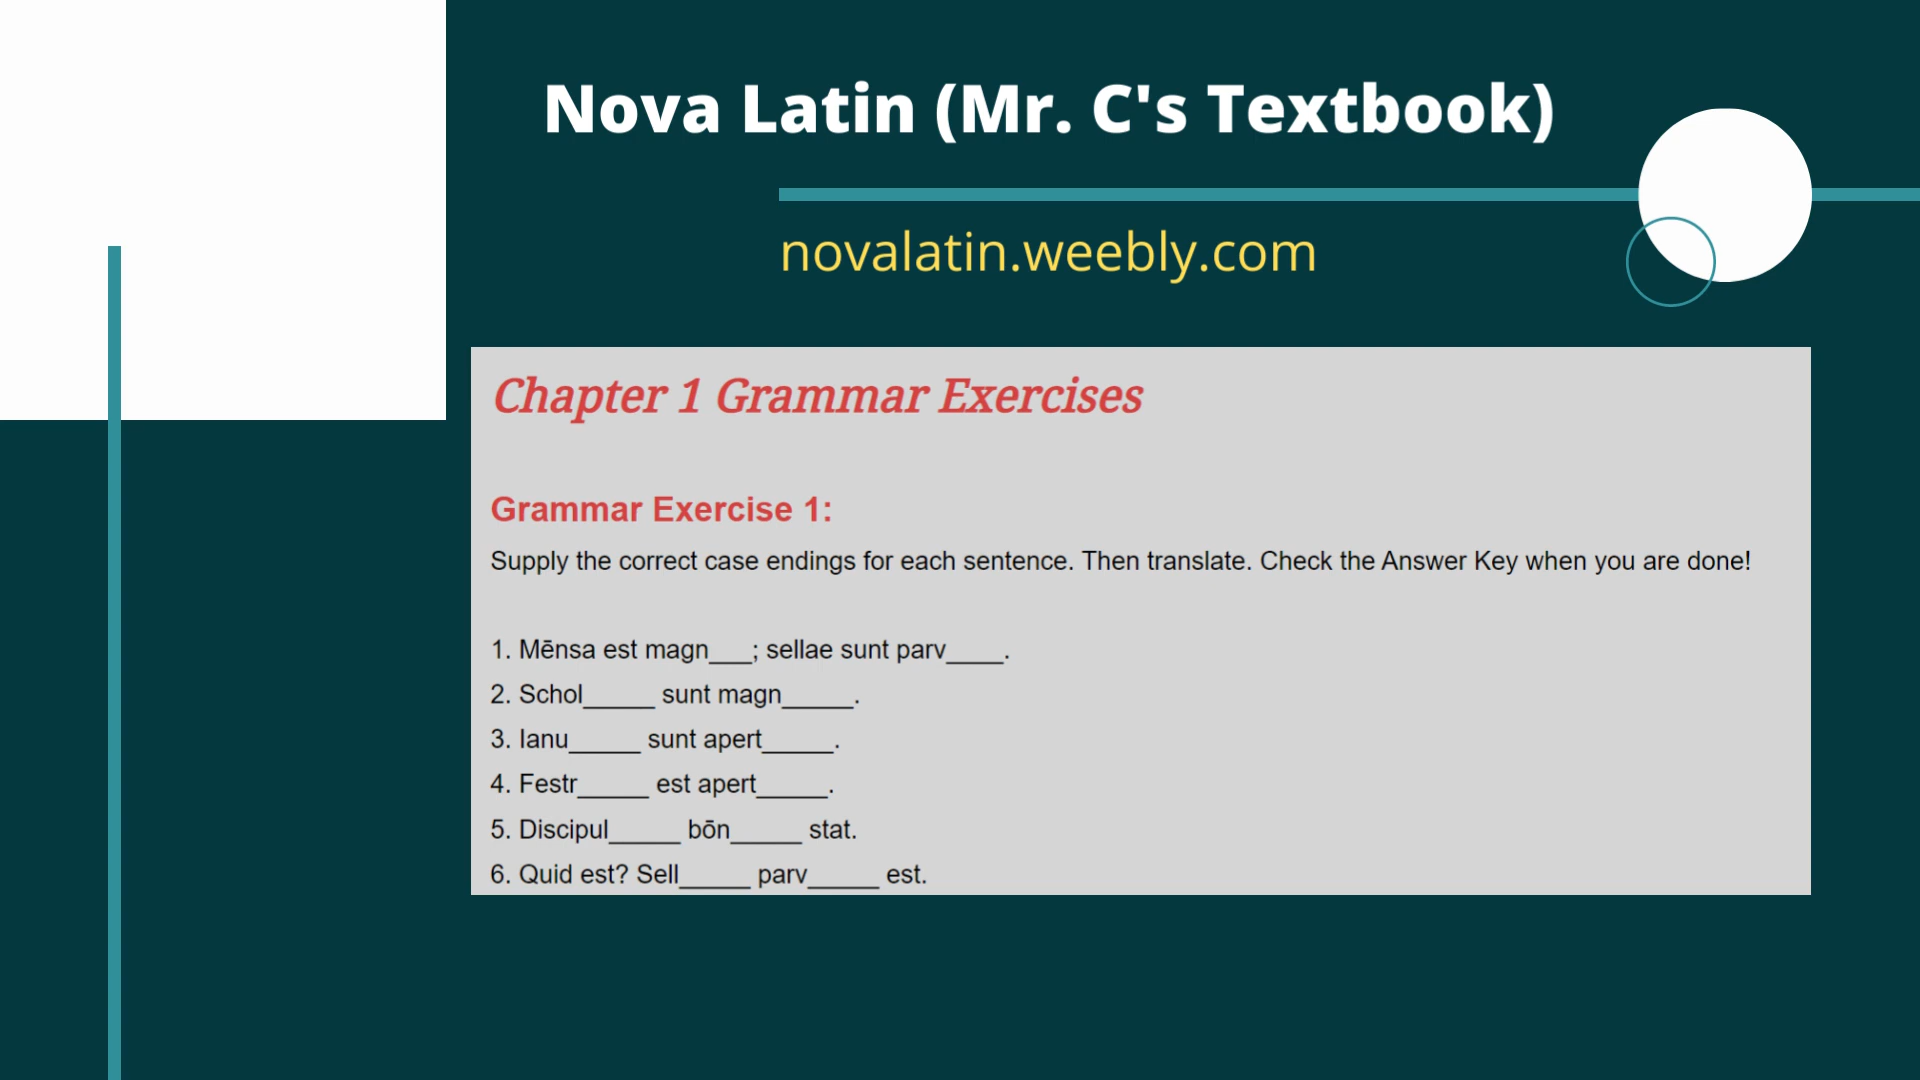 Nova Latin (Mr. C's Textbook)
novalatin.weebly.com
Chapter 1 Grammar Exercises
Grammar Exercise 1:
Supply the correct case endings for each sentence. Then translate. Check the Answer Key when you are done!
1. Mēnsa est magn___; sellae sunt parv____.
2. Schol_____ sunt magn_____.
3. Ianu_____ sunt apert_____.
4. Festr_____ est apert_____.
5. Discipul_____ bōn_____ stat.
6. Quid est? Sell_____ parv_____ est.